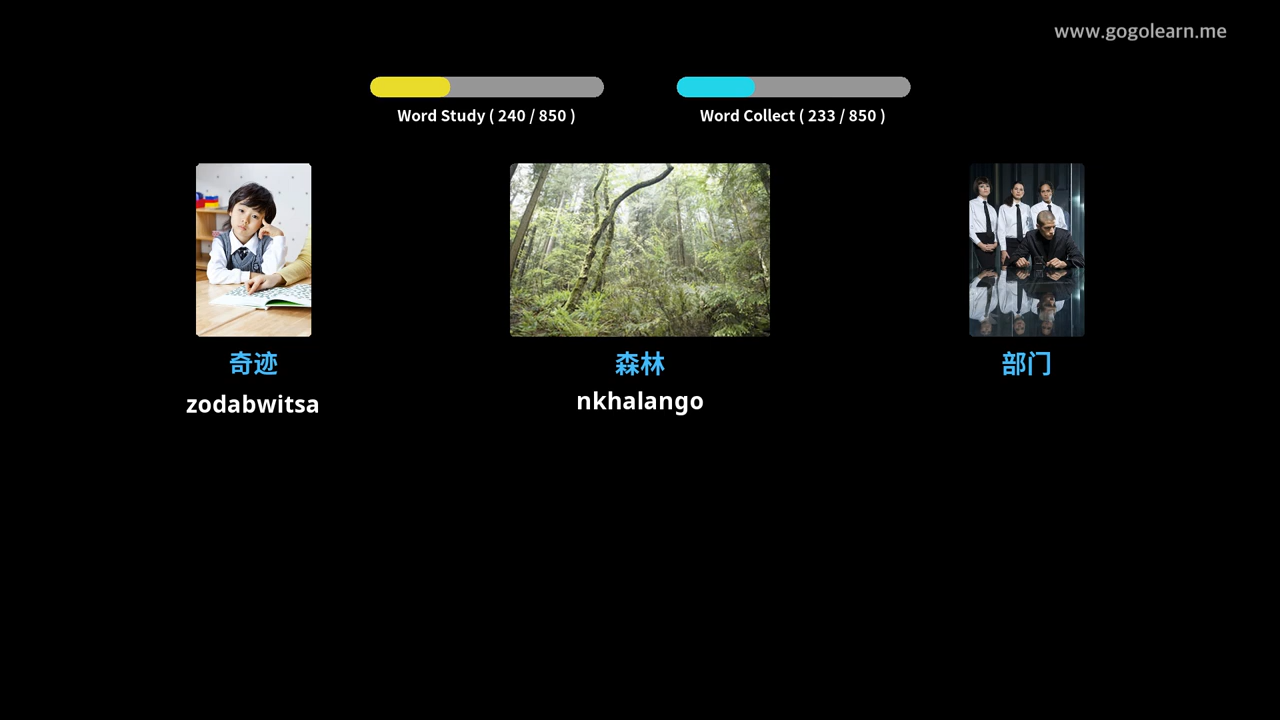 www.gogolearn.me
Word Study ( 240 / 850 )
Word Collect ( 233 / 850 )
奇迹
森林
部门
zodabwitsa
nkhalango